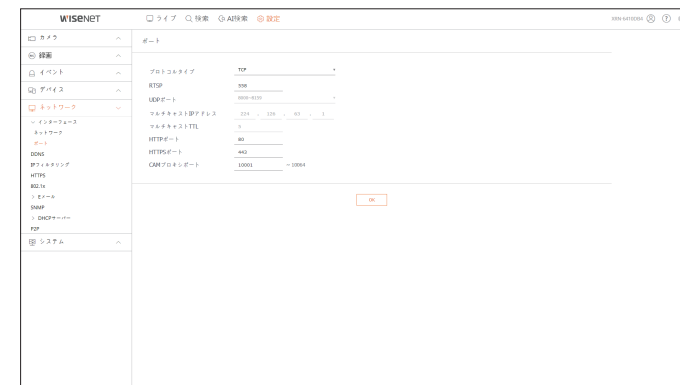 WISENET
ライブ 検索 AI検索 設定
カメラ
録画
イベント
デバイス
ネットワーク
インターフェース
ネットワーク
ポート
DDNS
IPフィルタリング
HTTPS
802.1x
Eメール
SNMP
DHCPサーバー
P2P
システム
ポート
プロトコルタイプ TCP
RTSP 558
UDPポート 8000~8159
マルチキャストIPアドレス 224 . 126 . 63 . 1
マルチキャストTTL 5
HTTPポート 80
HTTPSポート 443
CAMプロキシポート 10001 ~ 10064
OK